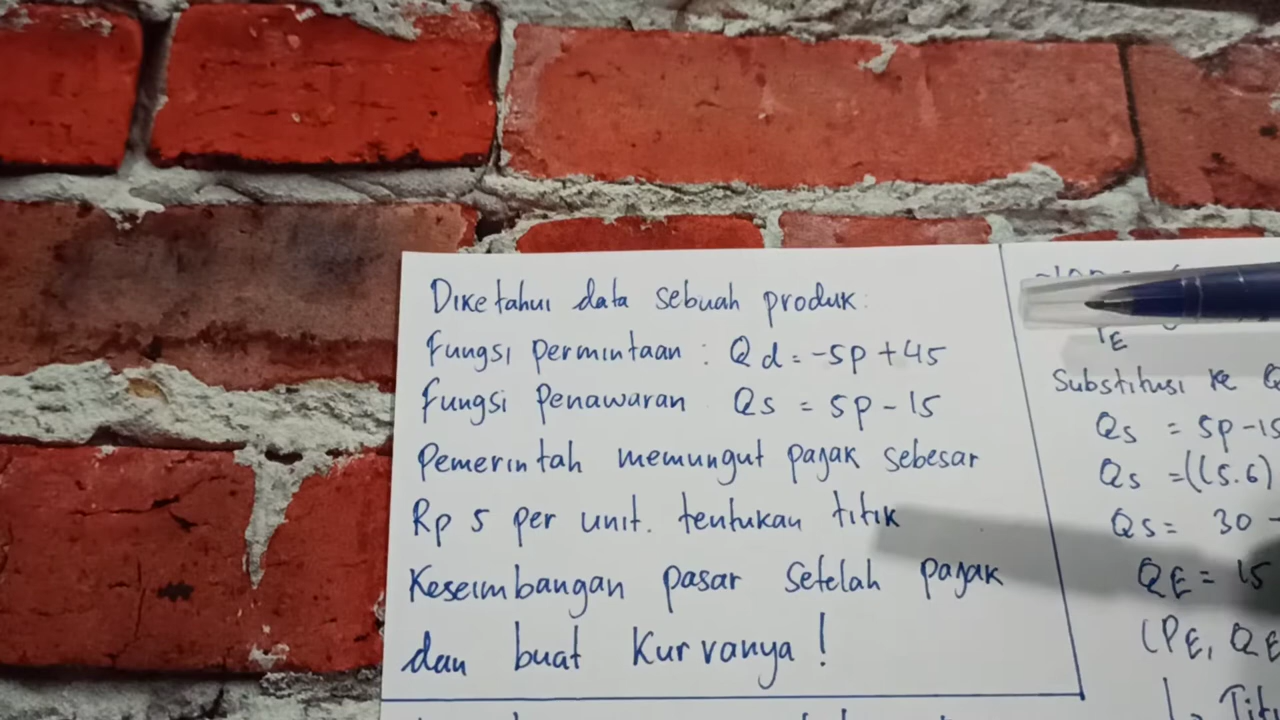 Diketahui data sebuah produk:
Fungsi permintaan : Qd = -5p + 45
Fungsi Penawaran Qs = 5p - 15
Pemerintah memungut pajak sebesar
Rp 5 per unit. tentukan titik
Keseimbangan pasar setelah pajak
dan buat Kurvanya !
PE
Substitusi ke Q
Qs = 5p - 15
Qs = ((5.6)
Qs = 30 -
QE = 15
(PE, QE